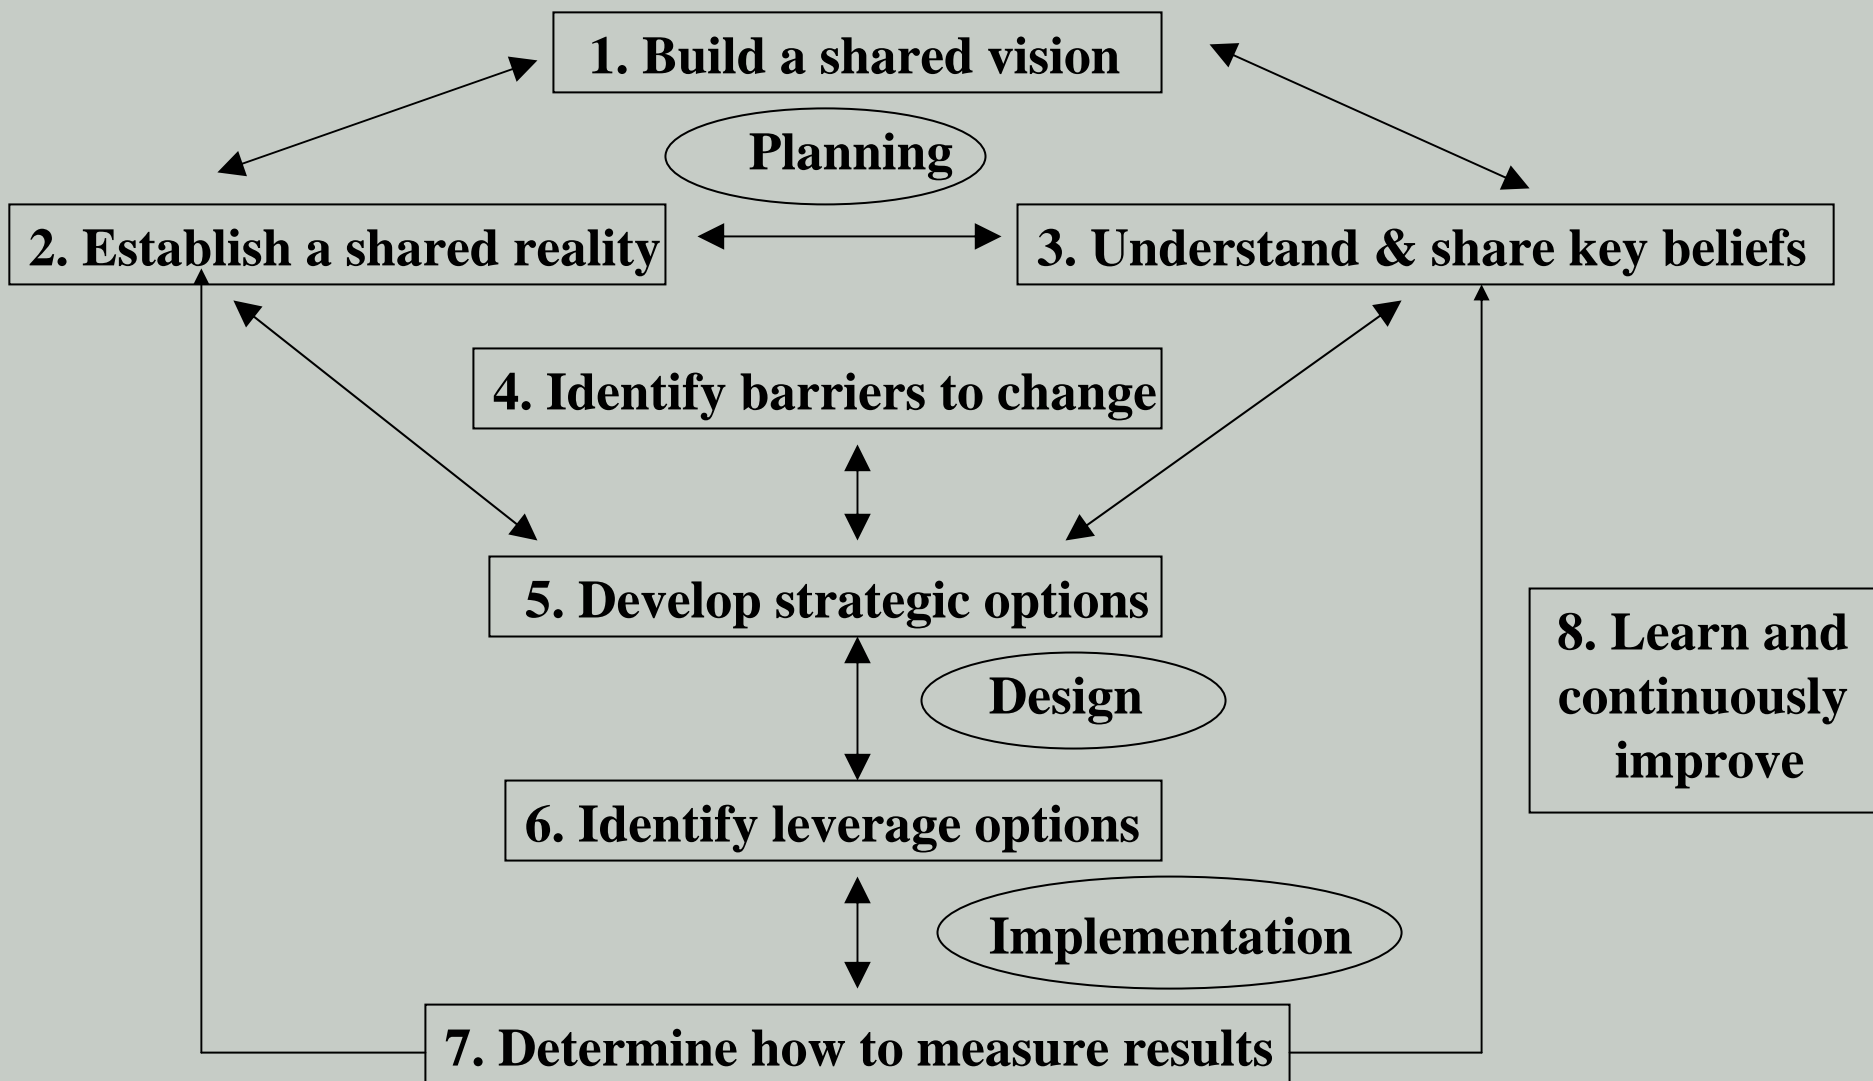 1. Build a shared vision
Planning
2. Establish a shared reality
3. Understand & share key beliefs
4. Identify barriers to change
5. Develop strategic options
8. Learn and
continuously
improve
Design
6. Identify leverage options
Implementation
7. Determine how to measure results